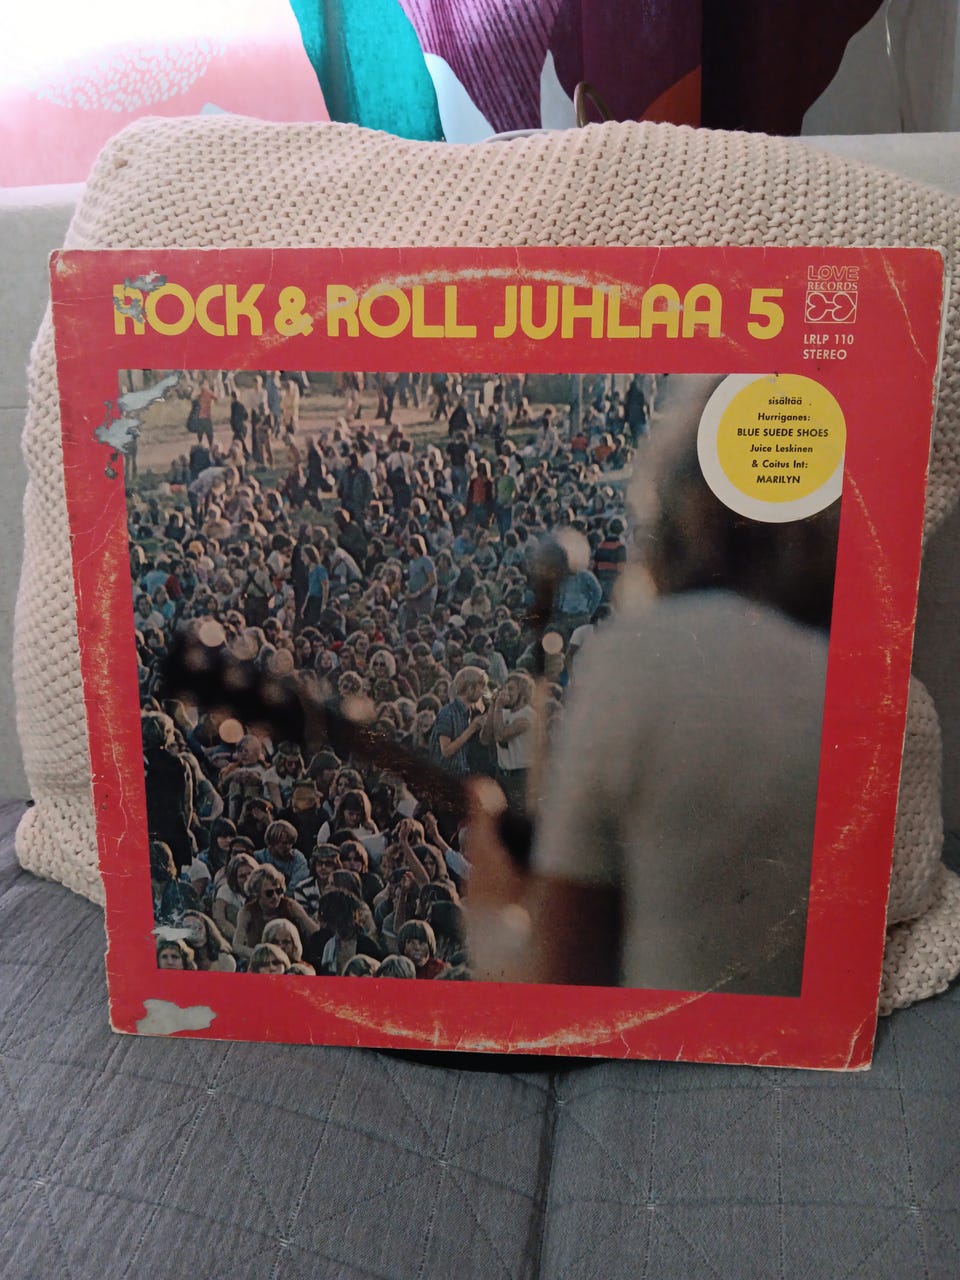 ROCK & ROLL JUHLAA 5
LOVE
RECORDS
LRLP 110
STEREO
sisältää
Hurriganes:
BLUE SUEDE SHOES
Juice Leskinen
& Coitus Int:
MARILYN